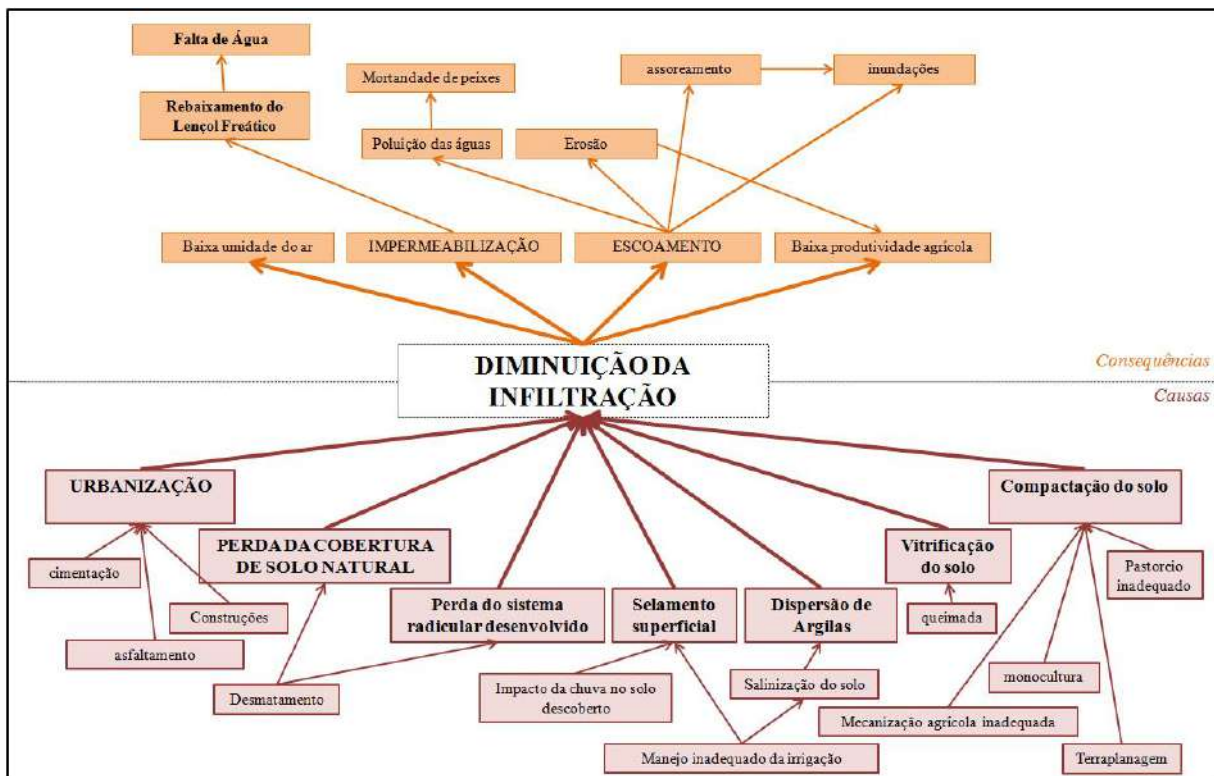 Falta de Água
assoreamento
inundações
Mortandade de peixes
Rebaixamento do
Lençol Freático
Poluição das águas
Erosão
Baixa umidade do ar
IMPERMEABILIZAÇÃO
ESCOAMENTO
Baixa produtividade agrícola
DIMINUIÇÃO DA
INFILTRAÇÃO
Consequências
Causas
URBANIZAÇÃO
Compactação do solo
PERDA DA COBERTURA
DE SOLO NATURAL
Vitrificação
do solo
cimentação
Pastoreio
inadequado
Construções
Perda do sistema
radicular desenvolvido
Selamento
superficial
Dispersão de
Argilas
queimada
asfaltamento
Desmatamento
Impacto da chuva no solo
descoberto
Salinização do solo
monocultura
Mecanização agrícola inadequada
Manejo inadequado da irrigação
Terraplanagem